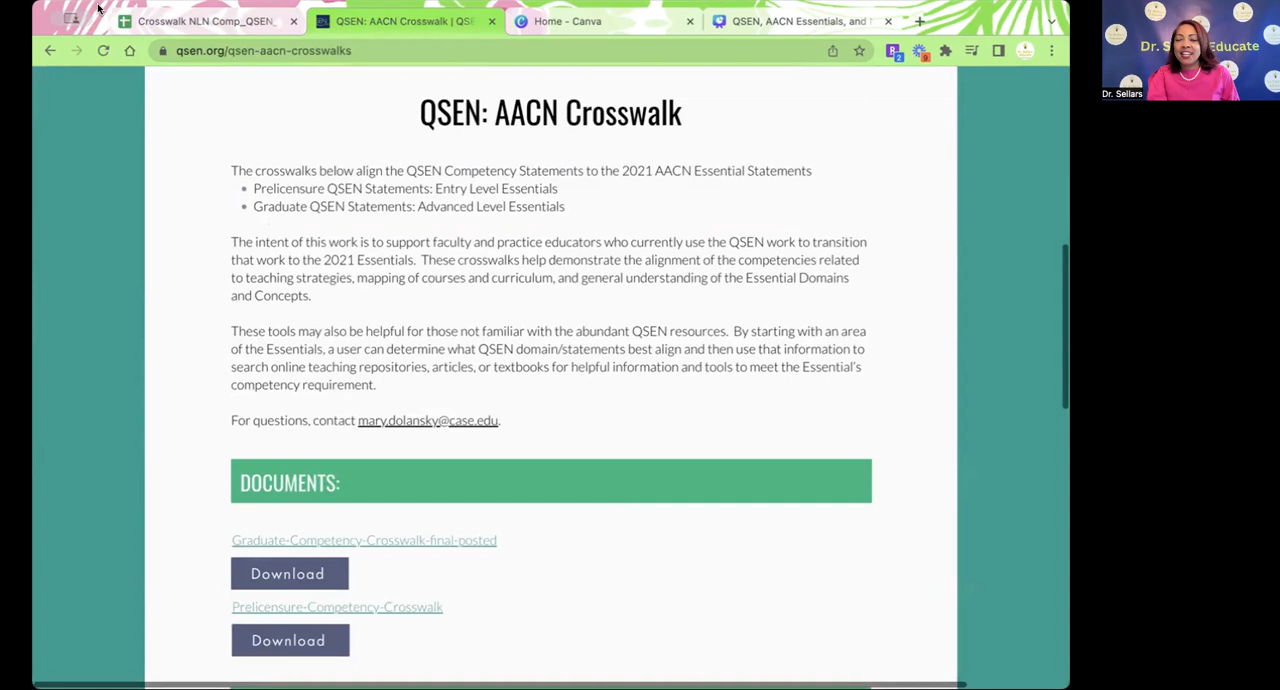 Crosswalk NLN Comp_QSEN_
QSEN: AACN Crosswalk | QSE
Home - Canva
QSEN, AACN Essentials, and
qsen.org/qsen-aacn-crosswalks
2
9
Dr. S
Educate
Dr. Sellars
QSEN: AACN Crosswalk
The crosswalks below align the QSEN Competency Statements to the 2021 AACN Essential Statements
Prelicensure QSEN Statements: Entry Level Essentials
Graduate QSEN Statements: Advanced Level Essentials
The intent of this work is to support faculty and practice educators who currently use the QSEN work to transition
that work to the 2021 Essentials. These crosswalks help demonstrate the alignment of the competencies related
to teaching strategies, mapping of courses and curriculum, and general understanding of the Essential Domains
and Concepts.
These tools may also be helpful for those not familiar with the abundant QSEN resources. By starting with an area
of the Essentials, a user can determine what QSEN domain/statements best align and then use that information to
search online teaching repositories, articles, or textbooks for helpful information and tools to meet the Essential's
competency requirement.
For questions, contact mary.dolansky@case.edu.
DOCUMENTS:
Graduate-Competency-Crosswalk-final-posted
Download
Prelicensure-Competency-Crosswalk
Download